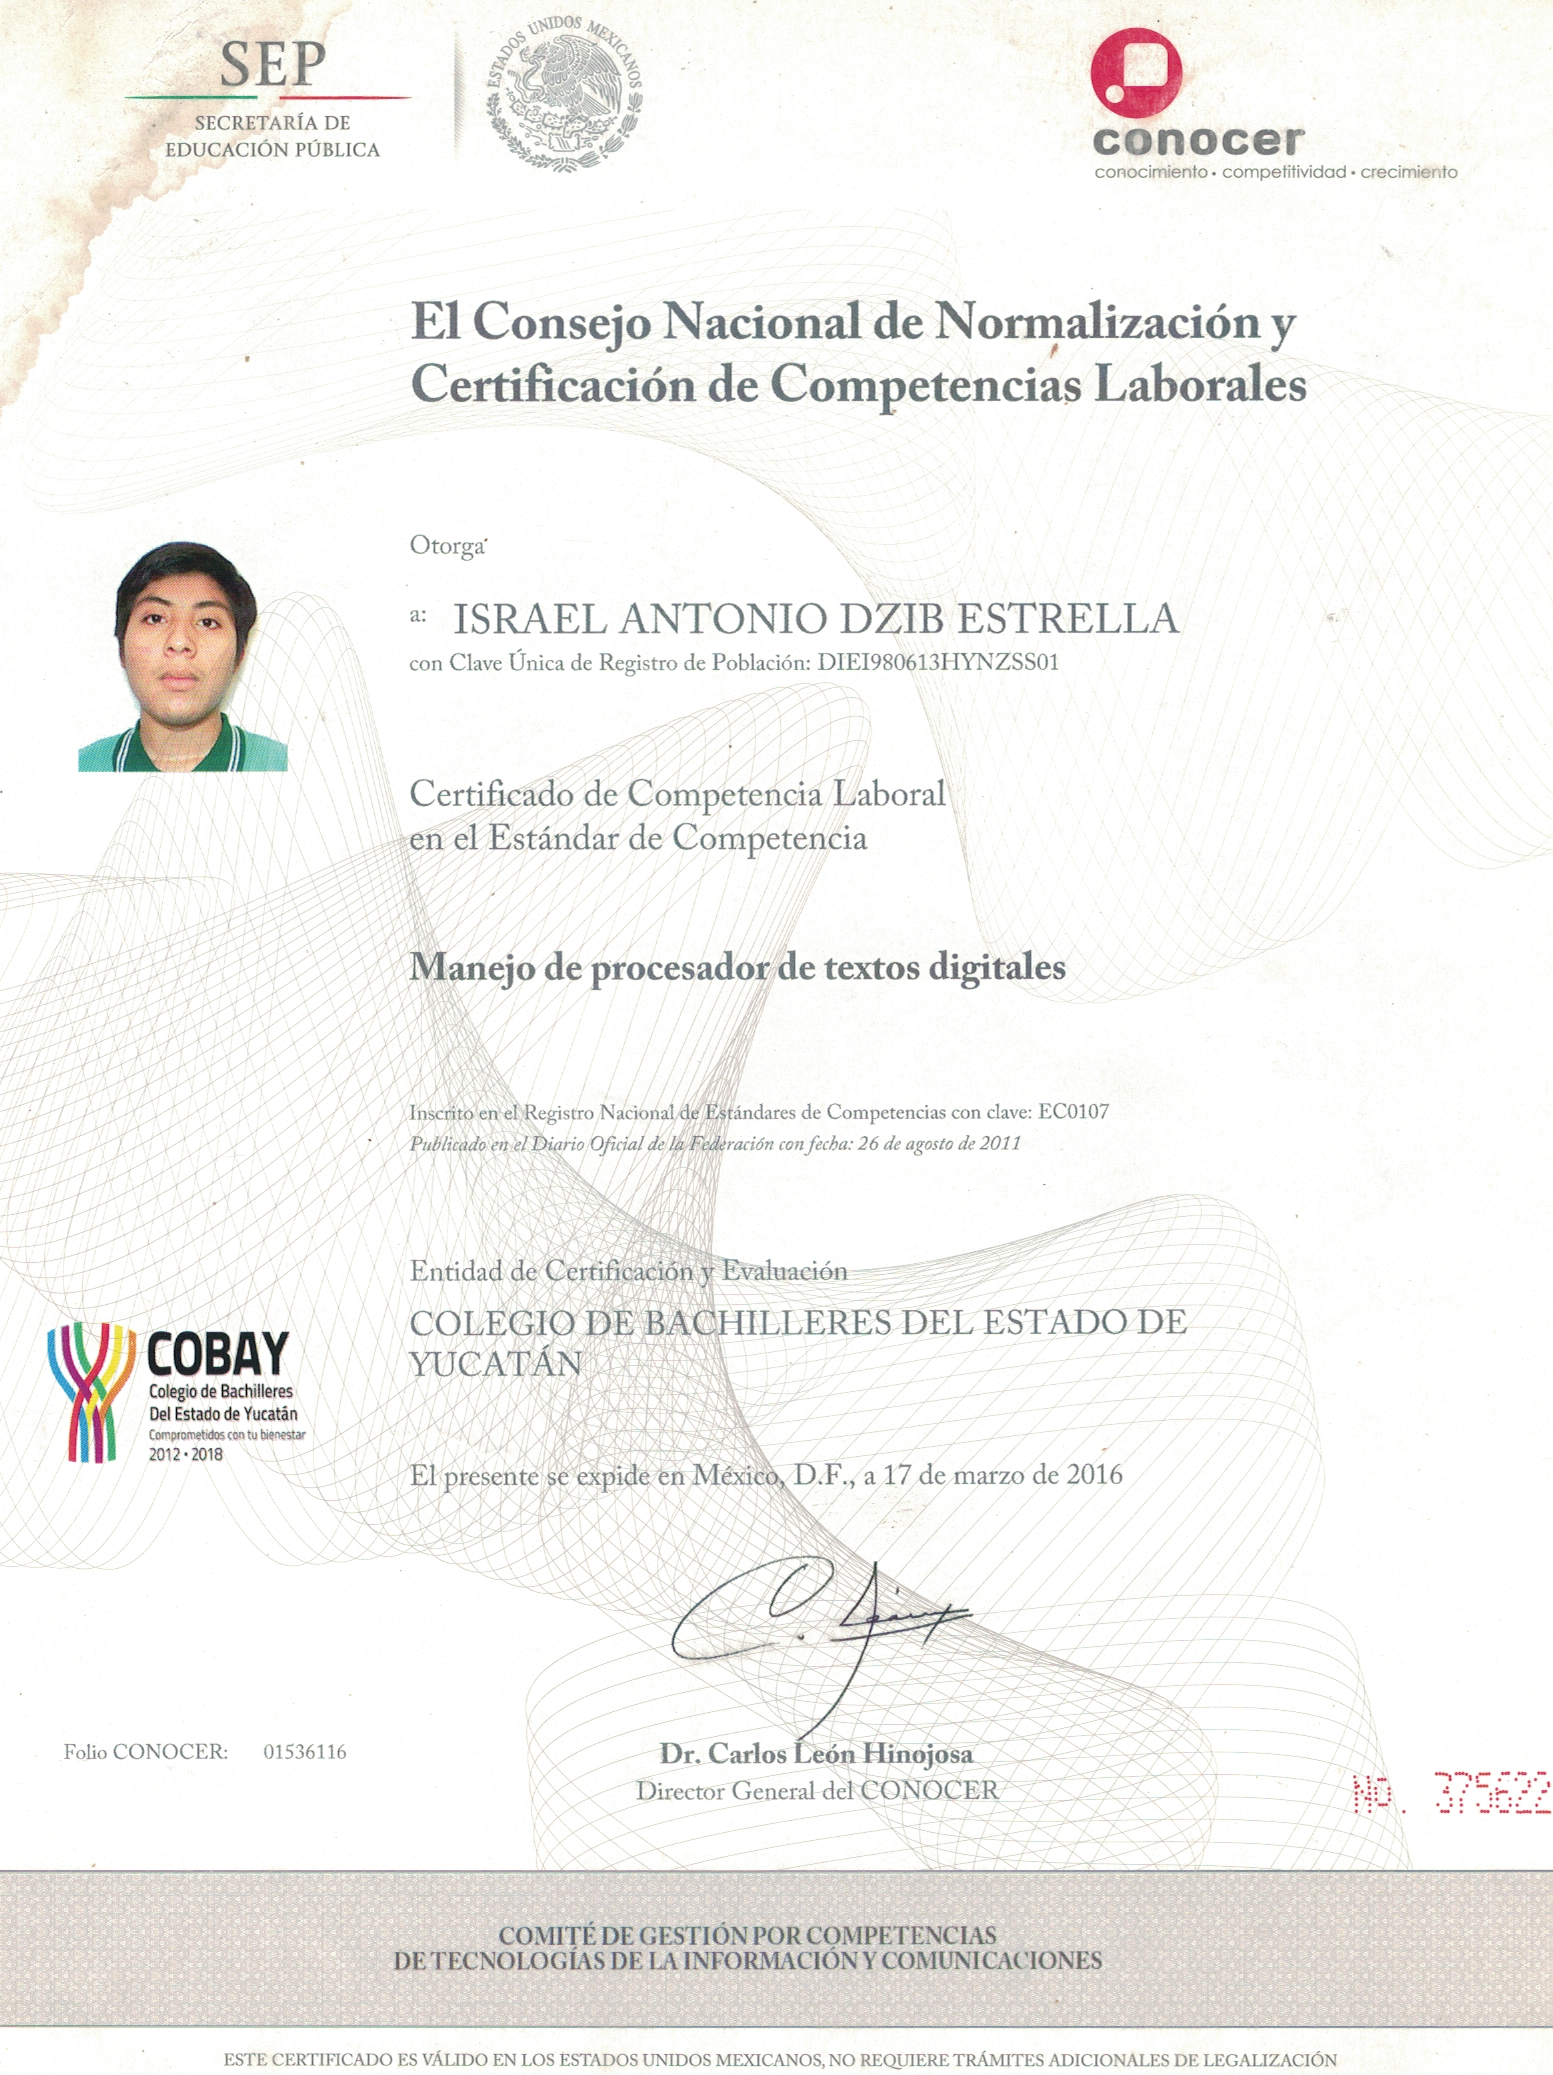 SEP
SECRETARÍA DE
EDUCACIÓN PÚBLICA
ESTADOS UNIDOS MEXICANOS
conocer
conocimiento • competitividad • crecimiento
El Consejo Nacional de Normalización y
Certificación de Competencias Laborales
Otorga
a: ISRAEL ANTONIO DZIB ESTRELLA
con Clave Única de Registro de Población: DIEI980613HYNZSS01
Certificado de Competencia Laboral
en el Estándar de Competencia
Manejo de procesador de textos digitales
Inscrito en el Registro Nacional de Estándares de Competencias con clave: EC0107
Publicado en el Diario Oficial de la Federación con fecha: 26 de agosto de 2011
Entidad de Certificación y Evaluación
COLEGIO DE BACHILLERES DEL ESTADO DE
YUCATÁN
COBAY
Colegio de Bachilleres
Del Estado de Yucatán
Comprometidos con tu bienestar
2012 • 2018
El presente se expide en México, D.F., a 17 de marzo de 2016
Folio CONOCER: 01536116
Dr. Carlos León Hinojosa
Director General del CONOCER
NO. 375622
COMITÉ DE GESTIÓN POR COMPETENCIAS
DE TECNOLOGÍAS DE LA INFORMACIÓN Y COMUNICACIONES
ESTE CERTIFICADO ES VÁLIDO EN LOS ESTADOS UNIDOS MEXICANOS, NO REQUIERE TRÁMITES ADICIONALES DE LEGALIZACIÓN